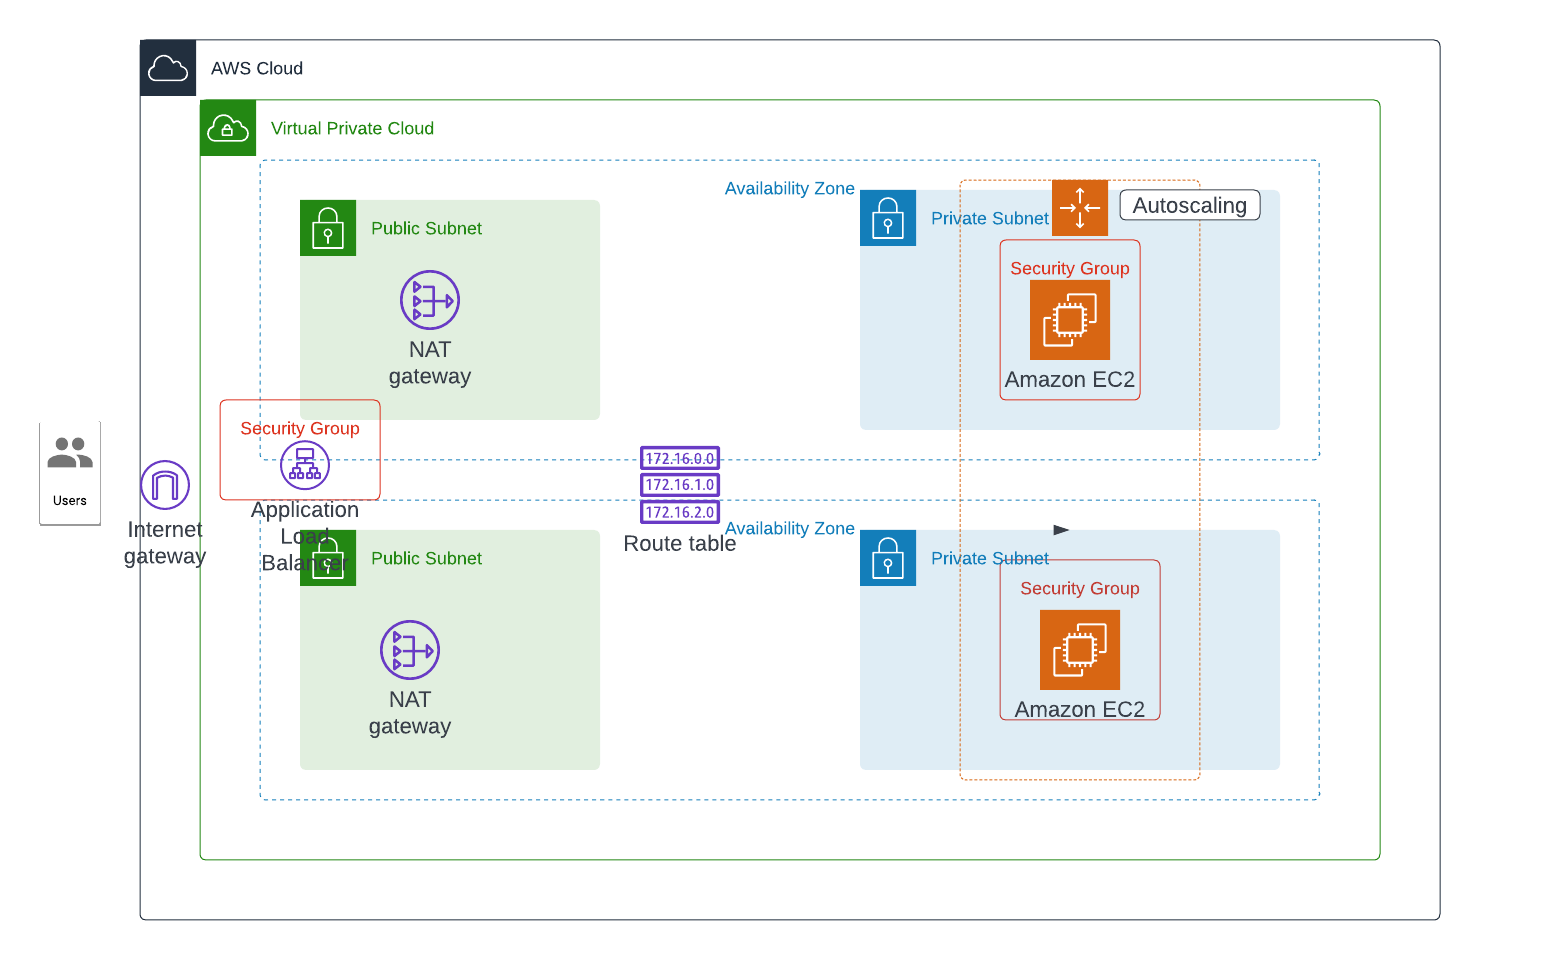 AWS Cloud
Virtual Private Cloud
Availability Zone
Public Subnet
Private Subnet
Autoscaling
Security Group
NAT
gateway
Amazon EC2
Users
Internet
gateway
Security Group
Application
Load
Balancer
172.16.0.0
172.16.1.0
172.16.2.0
Route table
Availability Zone
Public Subnet
Private Subnet
Security Group
NAT
gateway
Amazon EC2